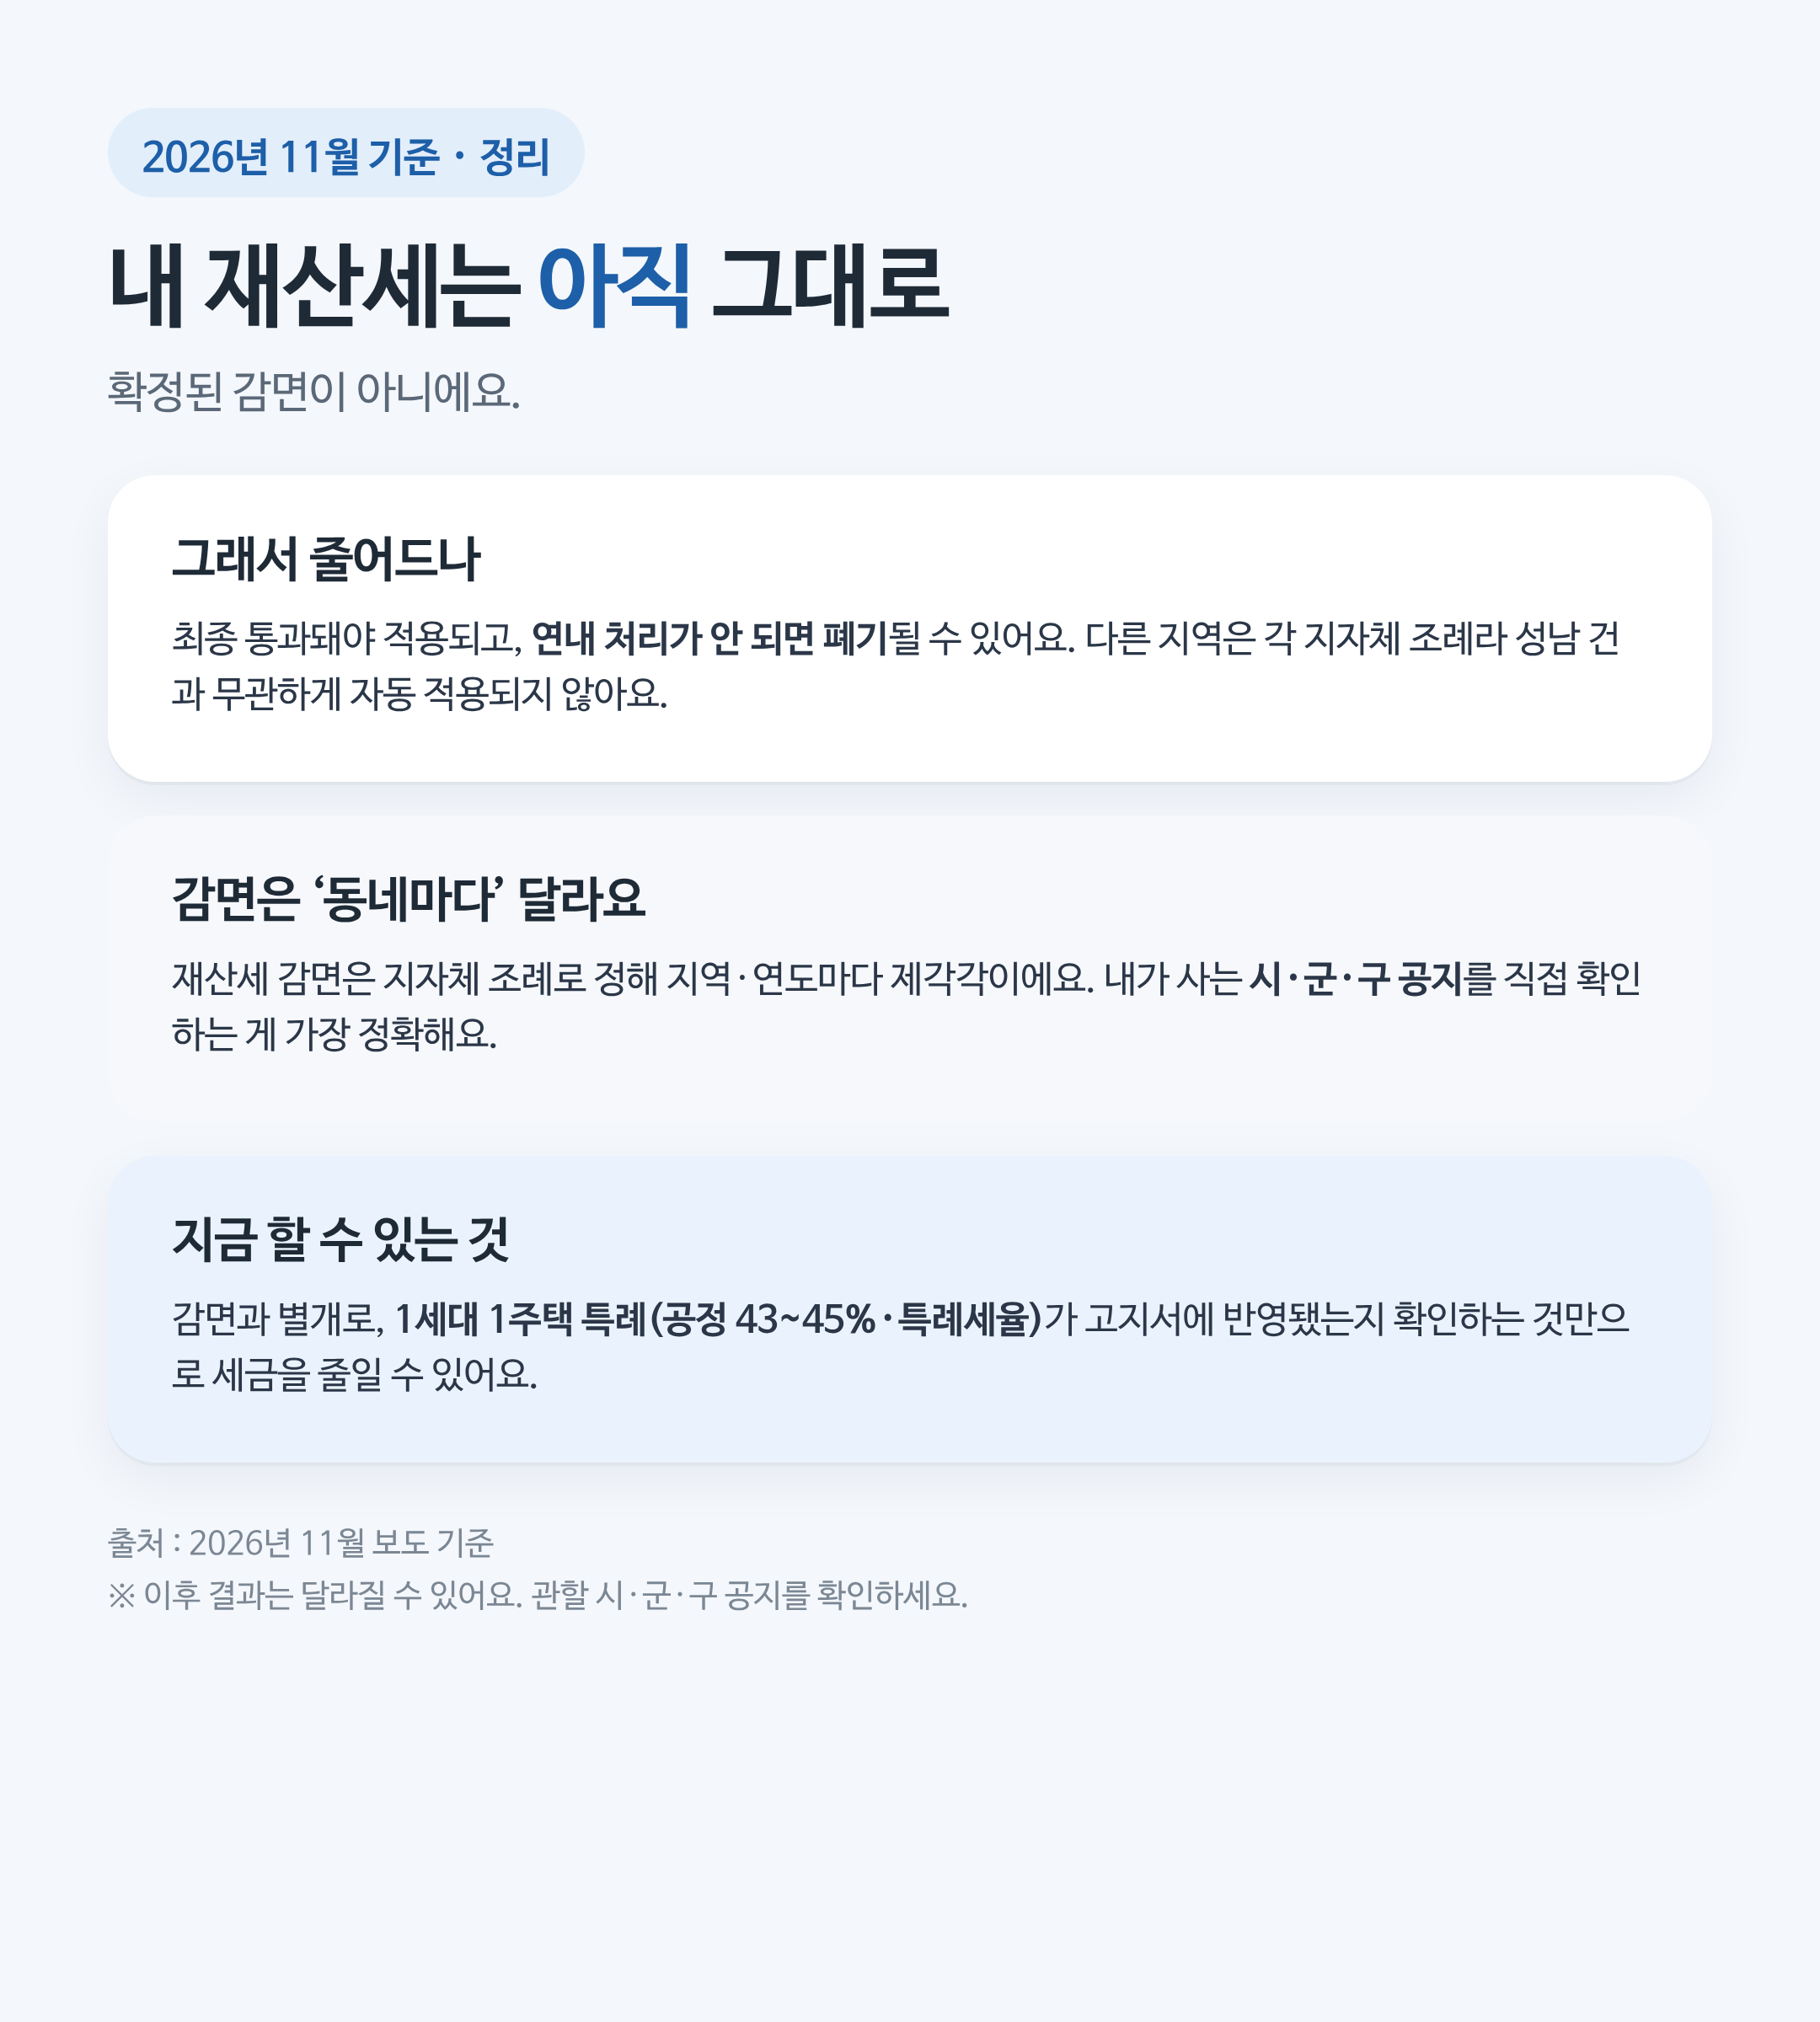 2026년 11월 기준 · 정리
내 재산세는 아직 그대로
확정된 감면이 아니에요.
그래서 줄어드나
최종 통과돼야 적용되고, 연내 처리가 안 되면 폐기될 수 있어요. 다른 지역은 각 지자체 조례라 성남 건
과 무관하게 자동 적용되지 않아요.
감면은 ‘동네마다’ 달라요
재산세 감면은 지자체 조례로 정해 지역·연도마다 제각각이에요. 내가 사는 시·군·구 공지를 직접 확인
하는 게 가장 정확해요.
지금 할 수 있는 것
감면과 별개로, 1세대 1주택 특례(공정 43~45%·특례세율)가 고지서에 반영됐는지 확인하는 것만으
로 세금을 줄일 수 있어요.
출처 : 2026년 11월 보도 기준
※ 이후 결과는 달라질 수 있어요. 관할 시·군·구 공지를 확인하세요.